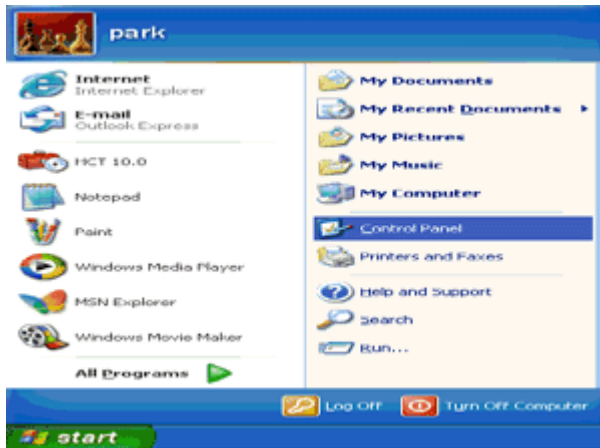 park
Internet
Internet Explorer
E-mail
Outlook Express
HCT 10.0
Notepad
Paint
Windows Media Player
MSN Explorer
Windows Movie Maker
All Programs
My Documents
My Recent Documents
My Pictures
My Music
My Computer
Control Panel
Printers and Faxes
Help and Support
Search
Run...
Log Off
Turn Off Computer
start